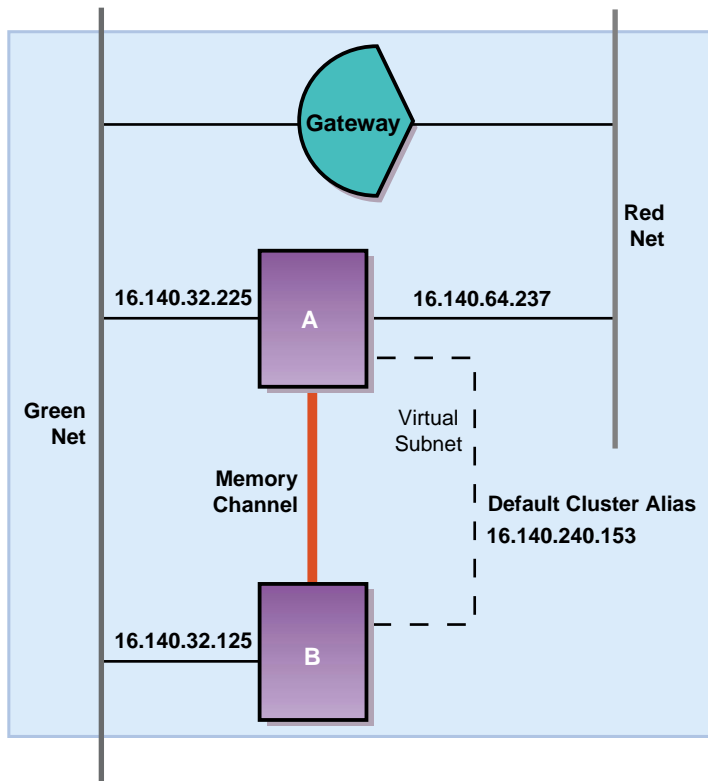 Gateway
Red
Net
16.140.32.225
A
16.140.64.237
Green
Net
Virtual
Subnet
Memory
Channel
Default Cluster Alias
16.140.240.153
16.140.32.125
B